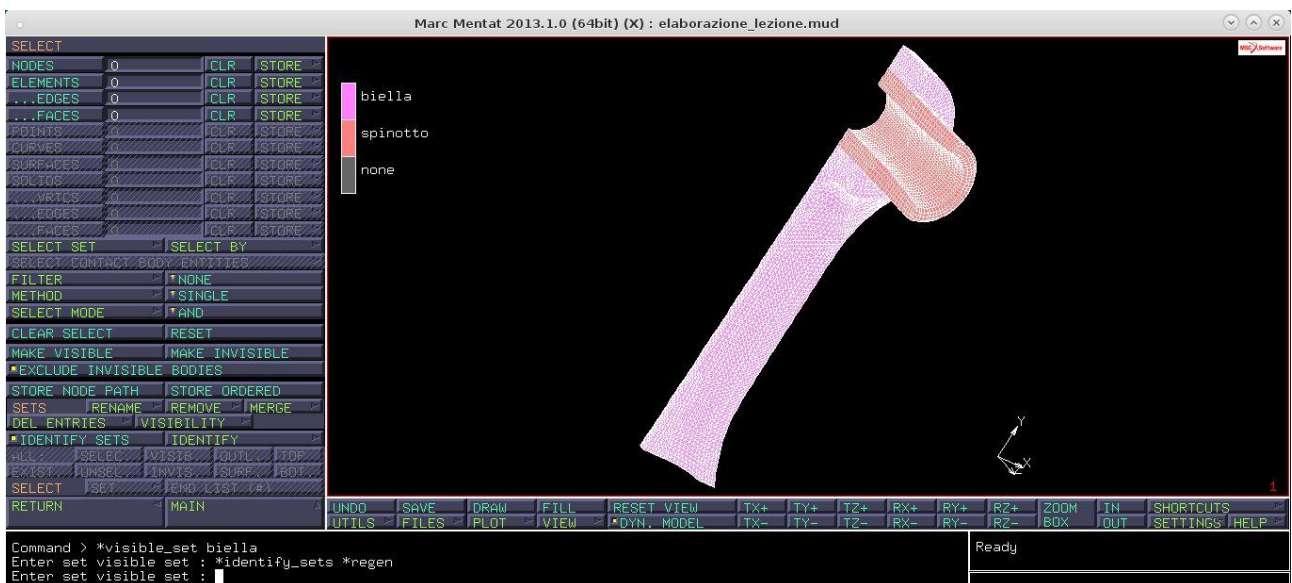 Marc Mentat 2013.1.0 (64bit) (X) : elaborazione_lezione.mud
SELECT
NODES 0 CLR STORE
ELEMENTS 0 CLR STORE
...EDGES 0 CLR STORE
...FACES 0 CLR STORE
POINTS 0 CLR STORE
CURVES 0 CLR STORE
SURFACES 0 CLR STORE
SOLIDS 0 CLR STORE
...VRTCS 0 CLR STORE
...EDGES 0 CLR STORE
...FACES 0 CLR STORE
SELECT SET SELECT BY
SELECT CONTACT BODY ENTITIES
FILTER NONE
METHOD SINGLE
SELECT MODE AND
CLEAR SELECT RESET
MAKE VISIBLE MAKE INVISIBLE
EXCLUDE INVISIBLE BODIES
STORE NODE PATH STORE ORDERED
SETS RENAME REMOVE MERGE
DEL ENTRIES VISIBILITY
IDENTIFY SETS IDENTIFY
ALL: SELEC. VISIB. OUTL. TOP
EXIST. UNSEL. INVIS. SURF. BOT.
SELECT SET END LIST (#)
RETURN MAIN
biella
spinotto
none
MSC Software
Y
X
1
UNDO SAVE DRAW FILL RESET VIEW TX+ TY+ TZ+ RX+ RY+ RZ+ ZOOM IN SHORTCUTS
UTILS FILES PLOT VIEW DYN. MODEL TX- TY- TZ- RX- RY- RZ- BOX OUT SETTINGS HELP
Command > *visible_set biella
Enter set visible set : *identify_sets *regen
Enter set visible set :
Ready